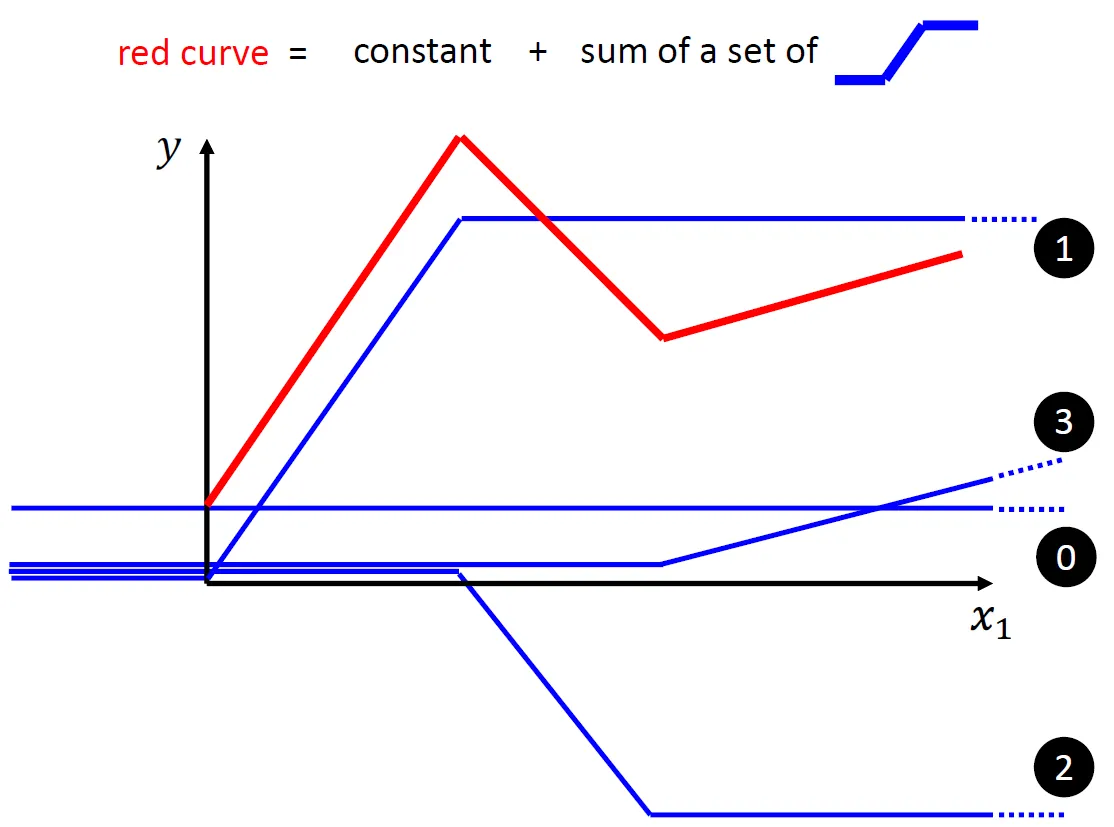 red curve = constant + sum of a set of
y
1
3
0
x₁
2